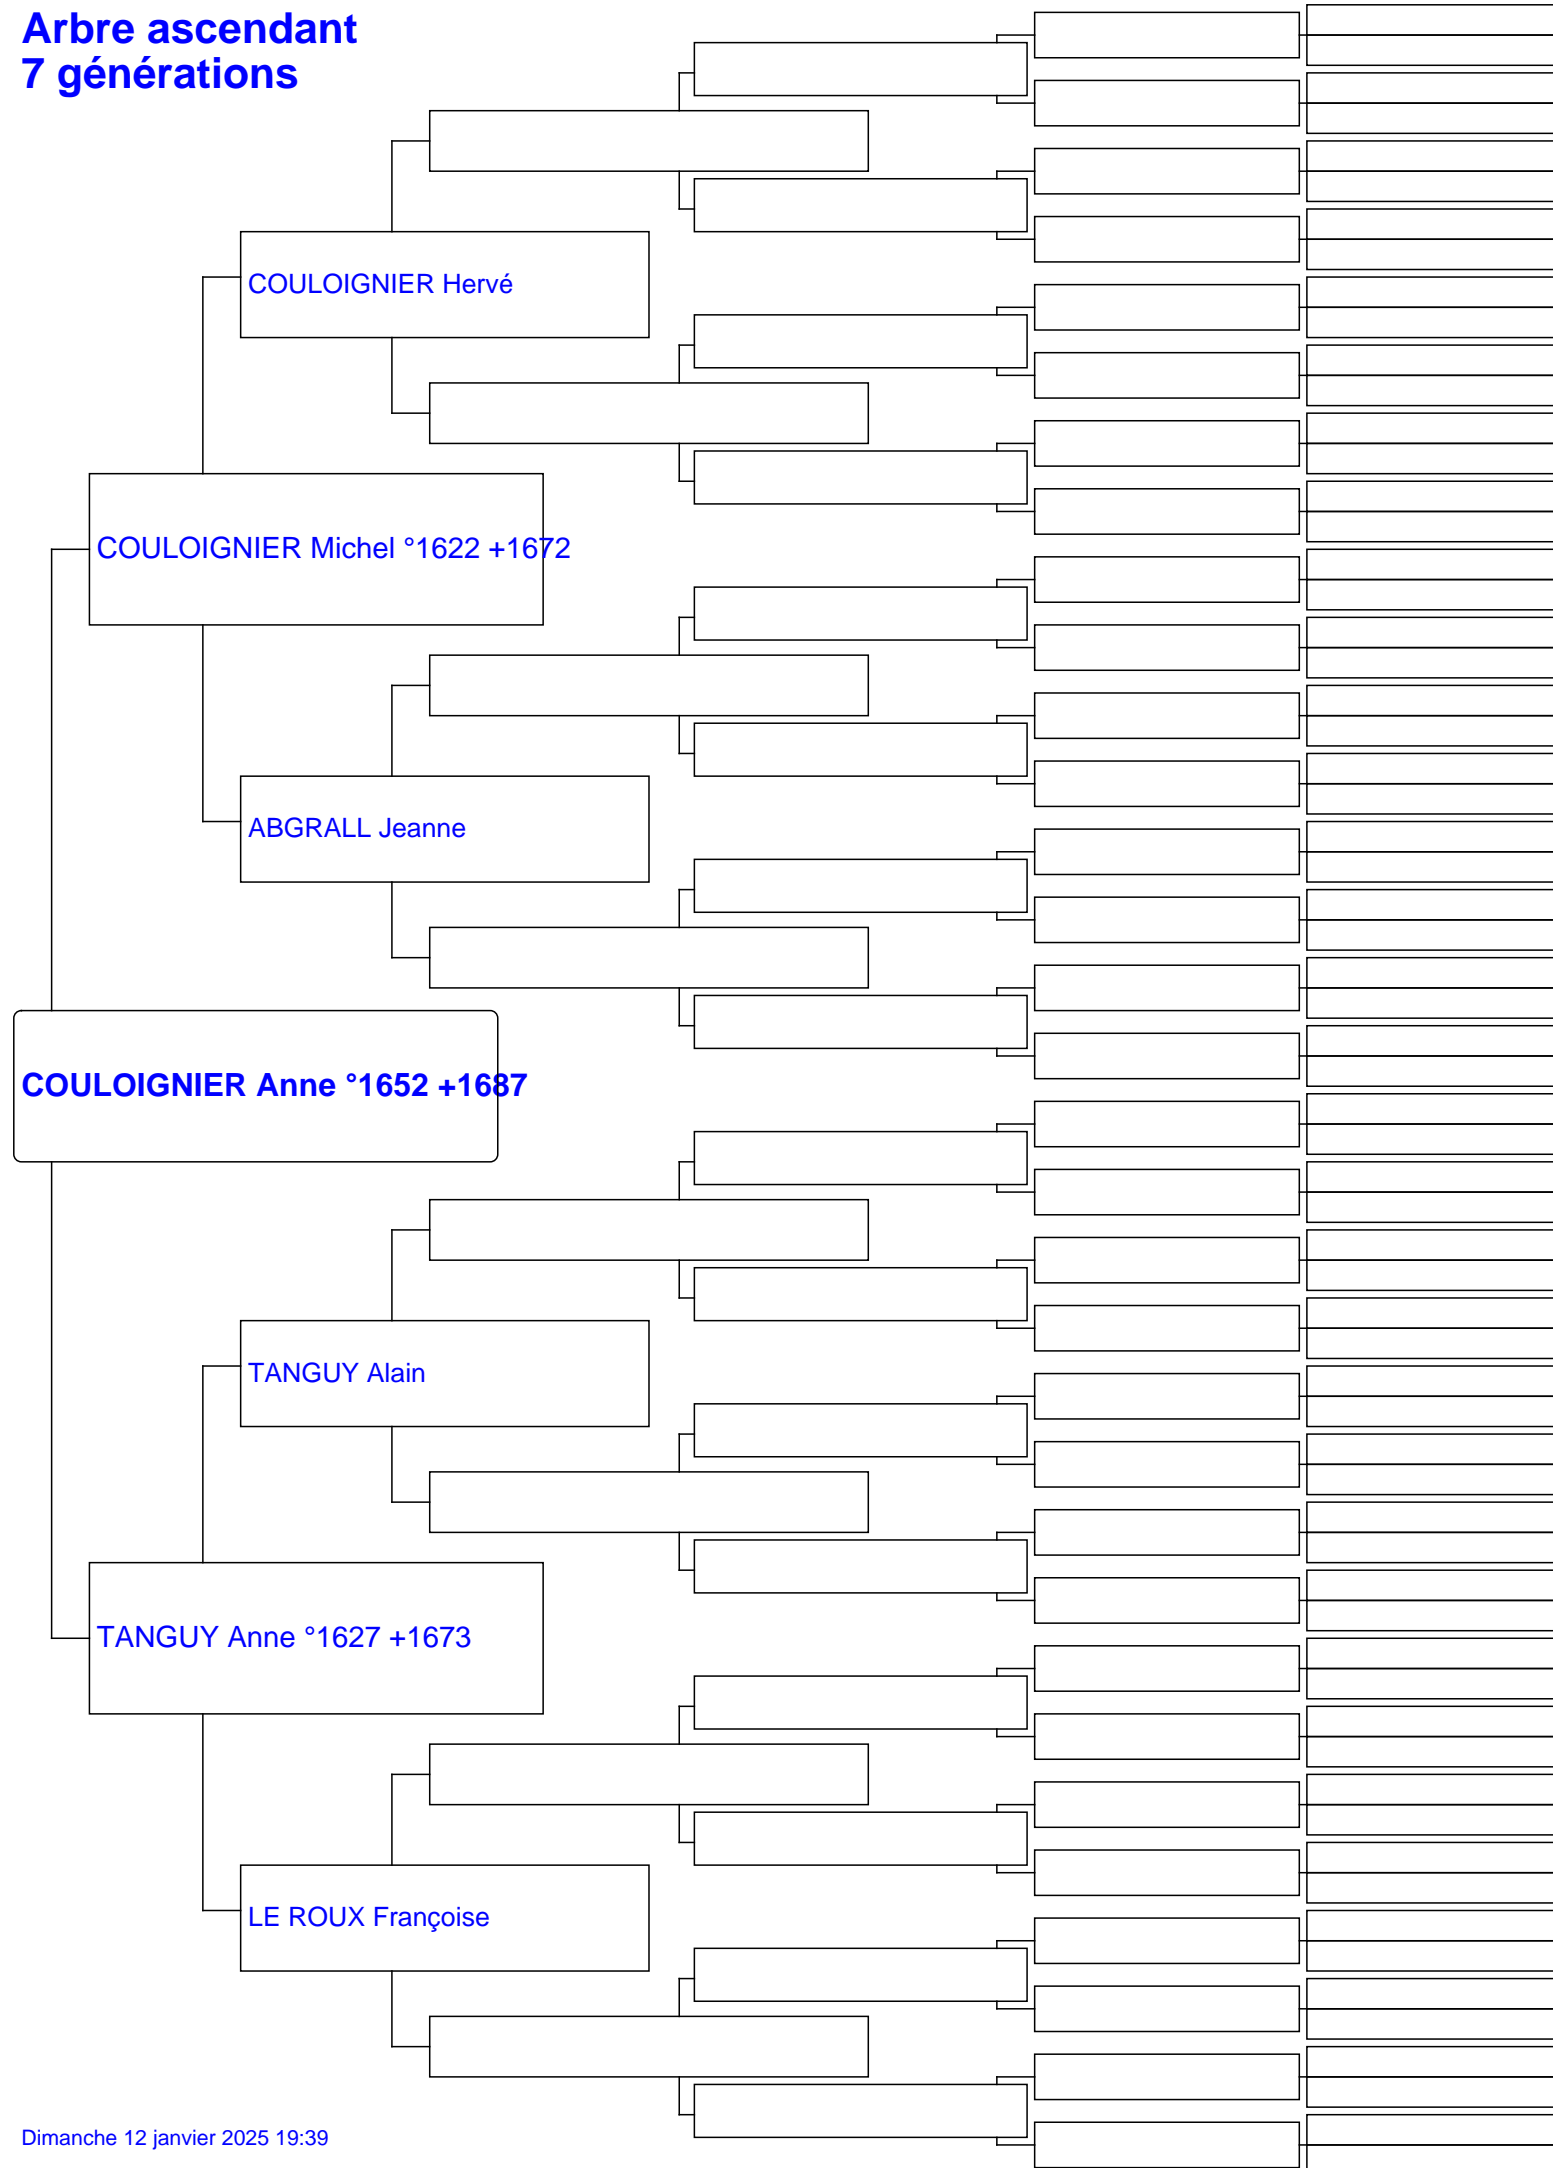 Arbre ascendant
7 générations
COULOIGNIER Hervé
COULOIGNIER Michel °1622 +1672
ABGRALL Jeanne
COULOIGNIER Anne °1652 +1687
TANGUY Alain
TANGUY Anne °1627 +1673
LE ROUX Françoise
Dimanche 12 janvier 2025 19:39